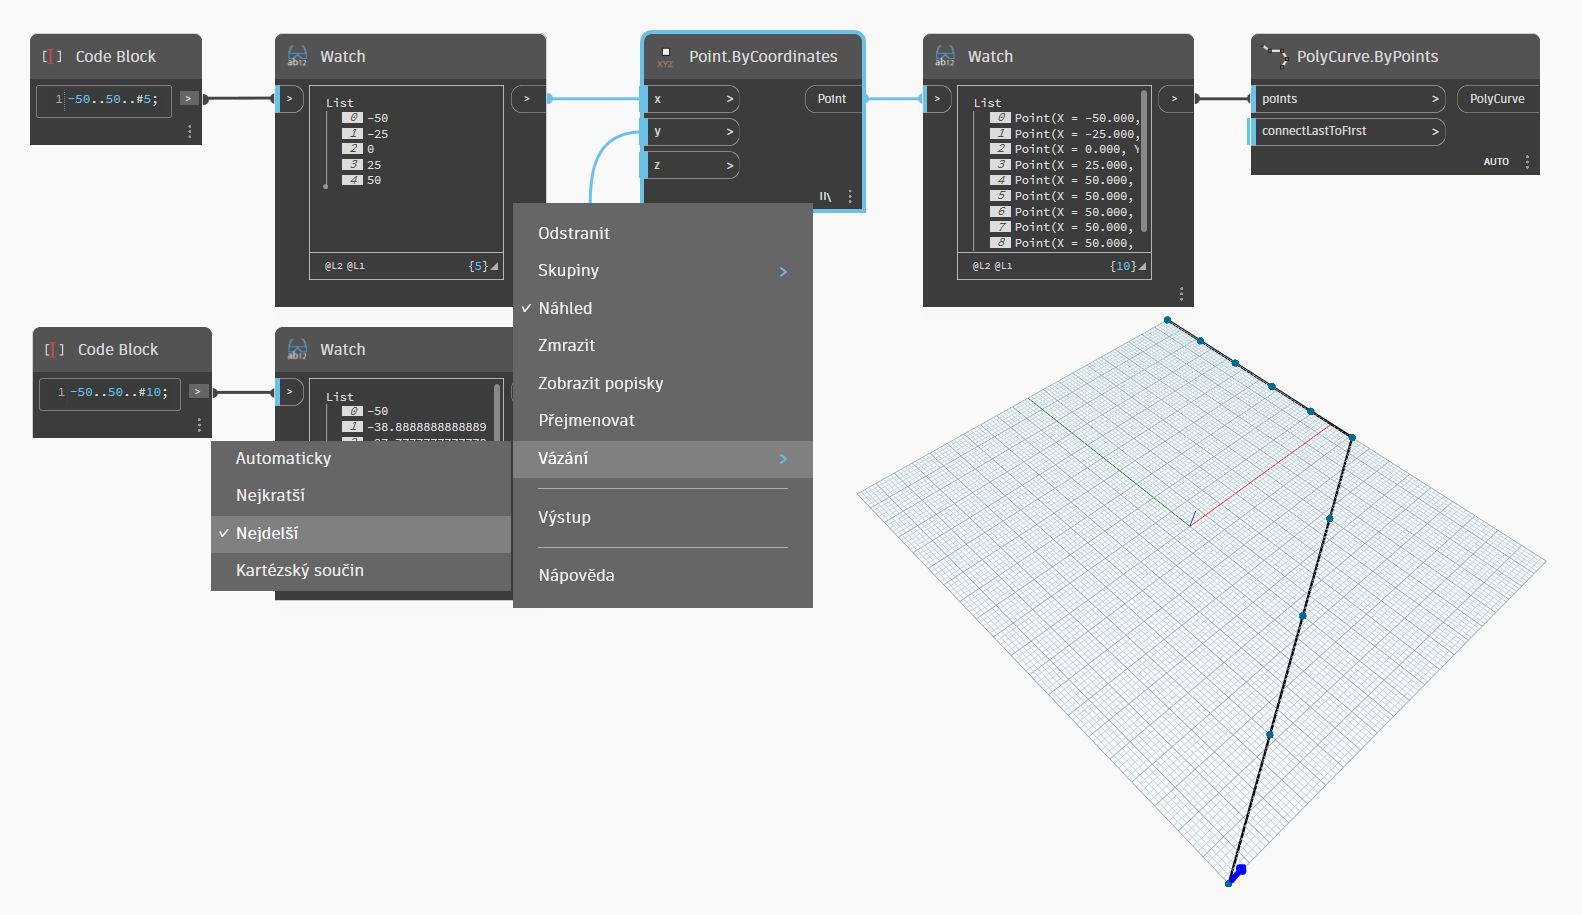 Code Block
1 -50..50..#5;
>
Watch
>
List
0 -50
1 -25
2 0
3 25
4 50
@L2 @L1
{5}
>
Point.ByCoordinates
XYZ
x >
y >
z >
Point
Watch
ab12
>
List
0 Point(X = -50.000,
1 Point(X = -25.000,
2 Point(X = 0.000, Y
3 Point(X = 25.000,
4 Point(X = 50.000,
5 Point(X = 50.000,
6 Point(X = 50.000,
7 Point(X = 50.000,
8 Point(X = 50.000,
@L2 @L1
{10}
>
PolyCurve.ByPoints
points >
connectLastToFirst >
PolyCurve
AUTO
Code Block
1 -50..50..#10;
>
Watch
ab12
>
List
0 -50
1 -38.8888888888889
Odstranit
Skupiny >
✓ Náhled
Zmrazit
Zobrazit popisky
Přejmenovat
Vázání >
Výstup
Nápověda
Automaticky
Nejkratší
✓ Nejdelší
Kartézský součin